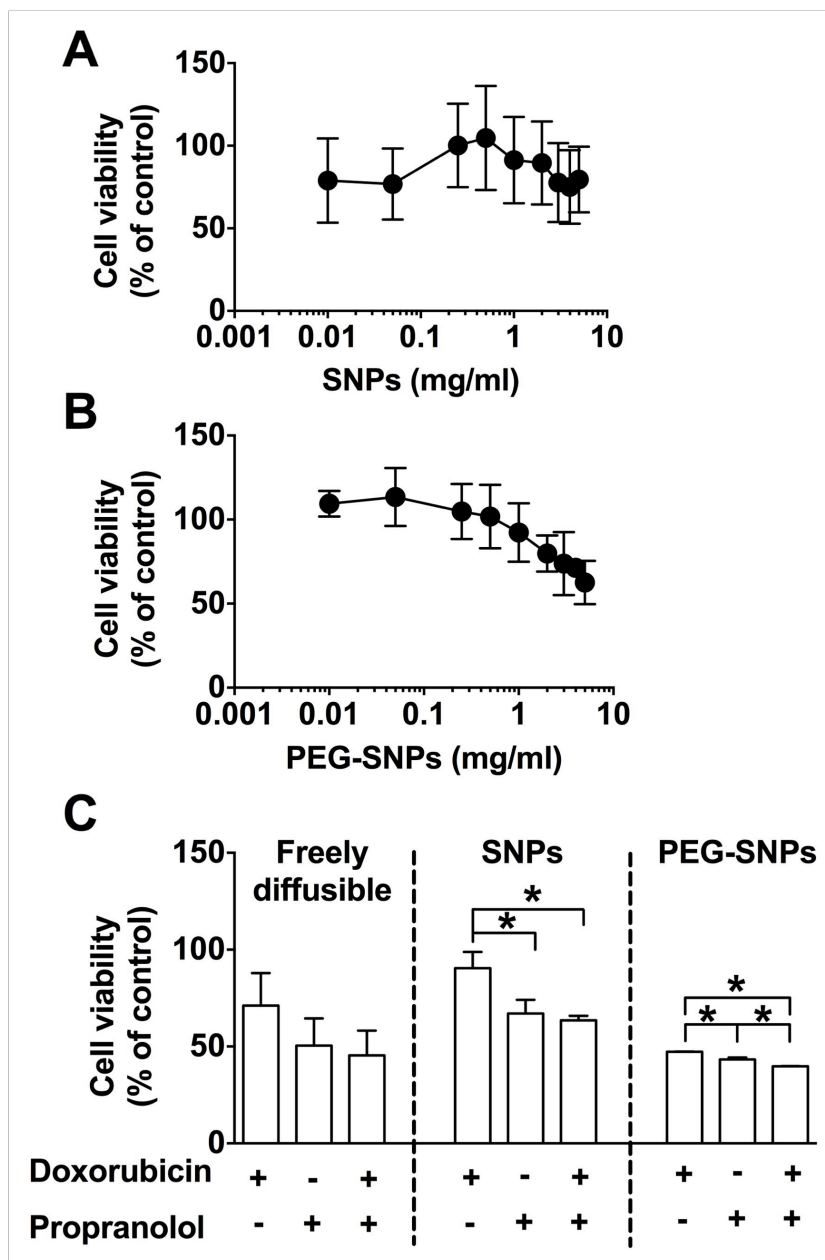 A
150
100
50
0
Cell viability
(% of control)
0.001 0.01 0.1 1 10
SNPs (mg/ml)
B
150
100
50
0
Cell viability
(% of control)
0.001 0.01 0.1 1 10
PEG-SNPs (mg/ml)
C
150
100
50
0
Cell viability
(% of control)
Freely
diffusible
SNPs
PEG-SNPs
*
*
*
* *
Doxorubicin + - + + - + + - +
Propranolol - + + - + + - + +